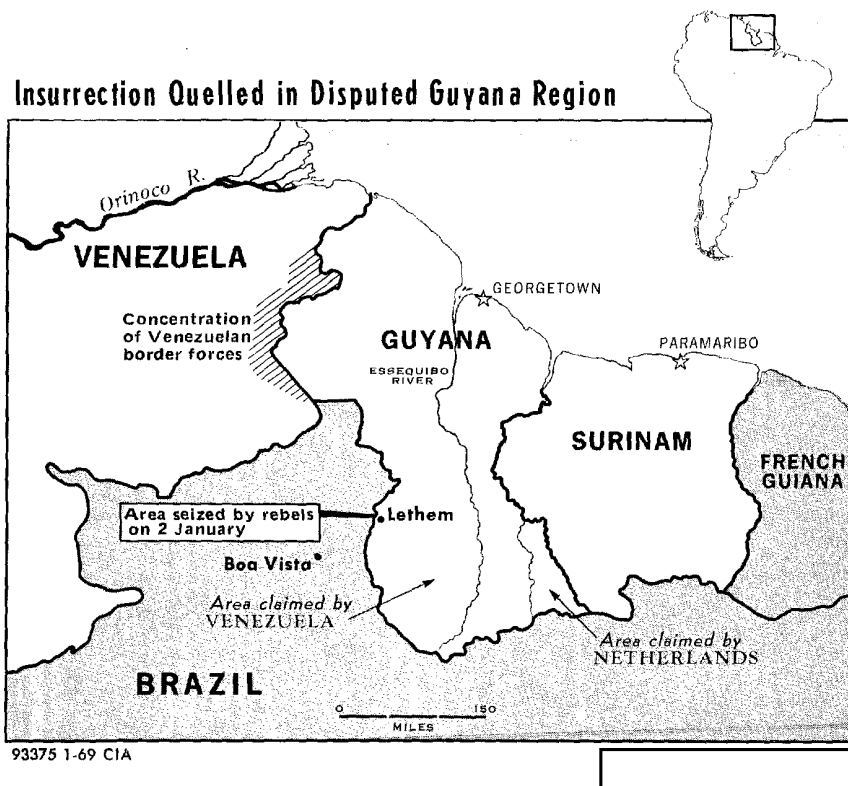 Insurrection Quelled in Disputed Guyana Region
Orinoco R.
VENEZUELA
Concentration
of Venezuelan
border forces
GEORGETOWN
GUYANA
ESSEQUIBO
RIVER
PARAMARIBO
SURINAM
FRENCH
GUIANA
Area seized by rebels
on 2 January
Lethem
Boa Vista
Area claimed by
VENEZUELA
Area claimed by
NETHERLANDS
BRAZIL
0 150
MILES
93375 1-69 CIA